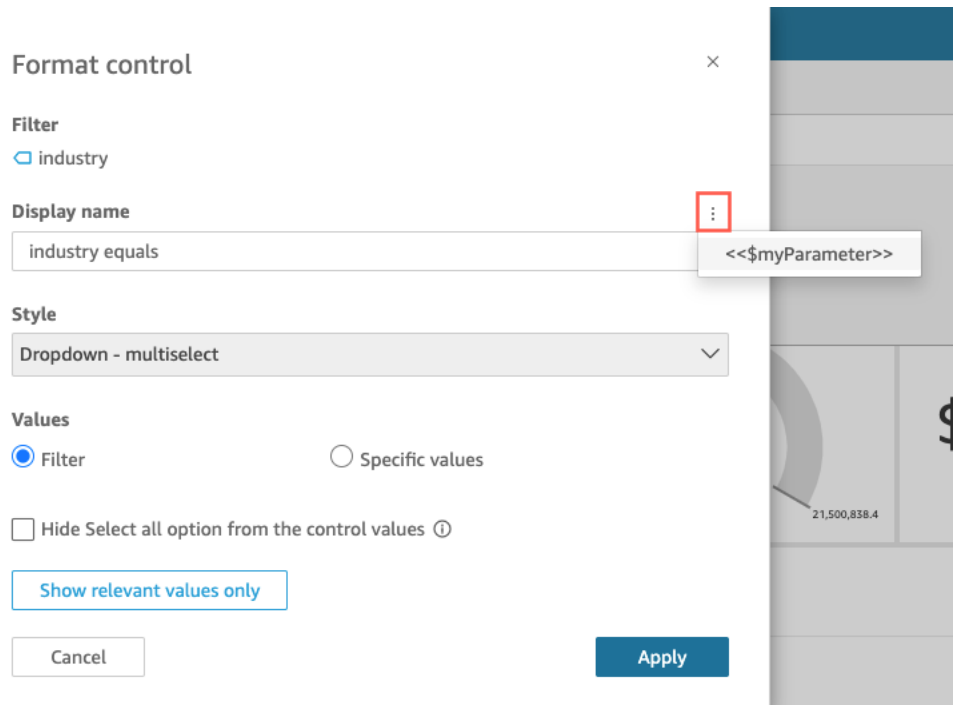 Format control
Filter
industry
Display name
industry equals
<<$myParameter>>
Style
Dropdown - multiselect
Values
Filter
Specific values
Hide Select all option from the control values
Show relevant values only
Cancel
Apply
21,500,838.4
$